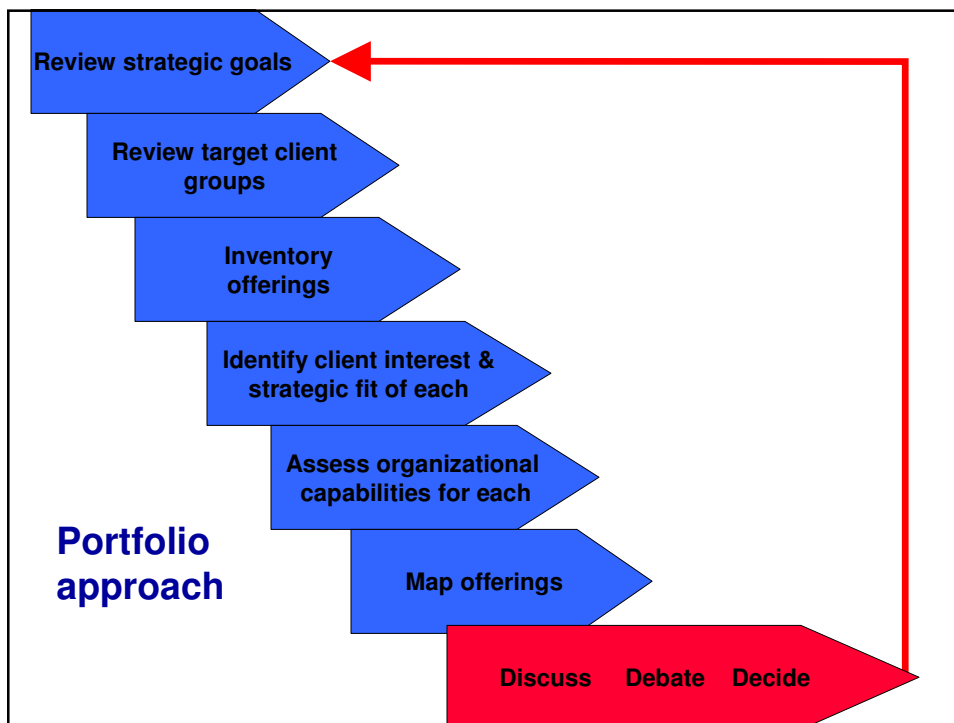 Review strategic goals
Review target client
groups
Inventory
offerings
Identify client interest &
strategic fit of each
Assess organizational
capabilities for each
Portfolio
approach
Map offerings
Discuss Debate Decide